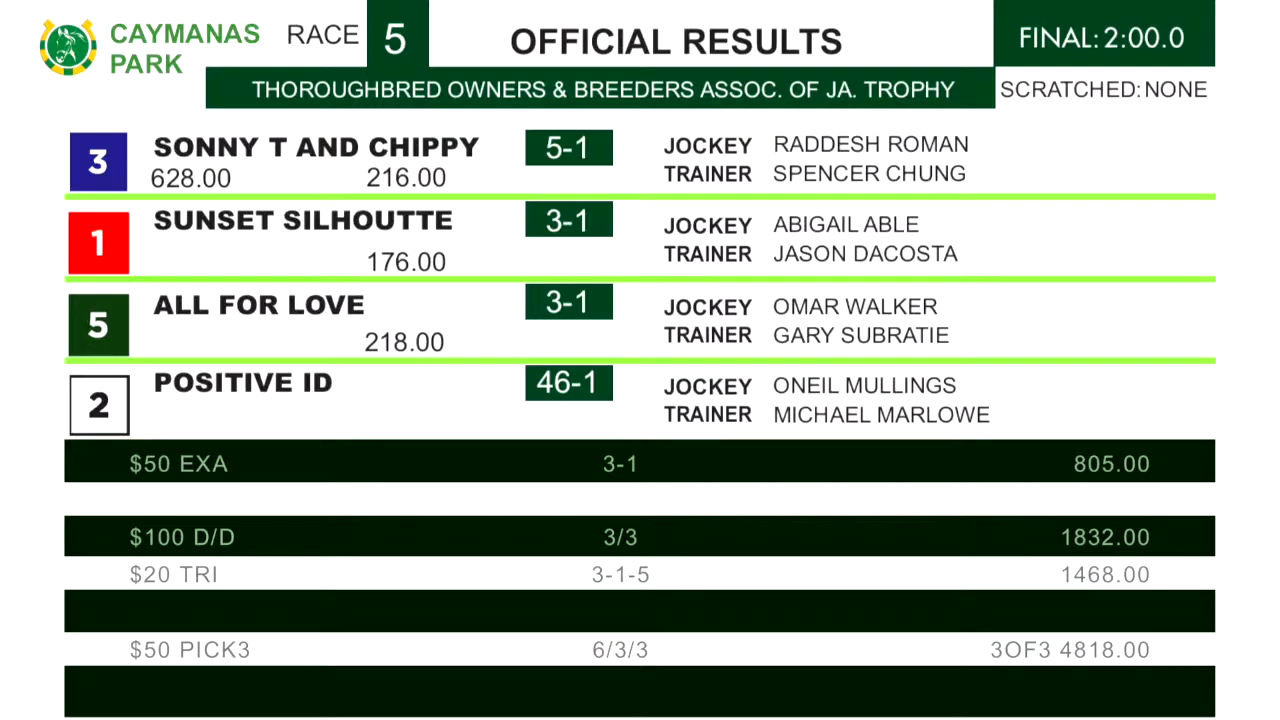 CAYMANAS PARK
RACE 5
OFFICIAL RESULTS
FINAL: 2:00.0
THOROUGHBRED OWNERS & BREEDERS ASSOC. OF JA. TROPHY
SCRATCHED: NONE
3 SONNY T AND CHIPPY 5-1 JOCKEY RADDESH ROMAN
628.00 216.00 TRAINER SPENCER CHUNG
1 SUNSET SILHOUTTE 3-1 JOCKEY ABIGAIL ABLE
176.00 TRAINER JASON DACOSTA
5 ALL FOR LOVE 3-1 JOCKEY OMAR WALKER
218.00 TRAINER GARY SUBRATIE
2 POSITIVE ID 46-1 JOCKEY ONEIL MULLINGS
TRAINER MICHAEL MARLOWE
$50 EXA 3-1 805.00
$100 D/D 3/3 1832.00
$20 TRI 3-1-5 1468.00
$50 PICK3 6/3/3 3OF3 4818.00